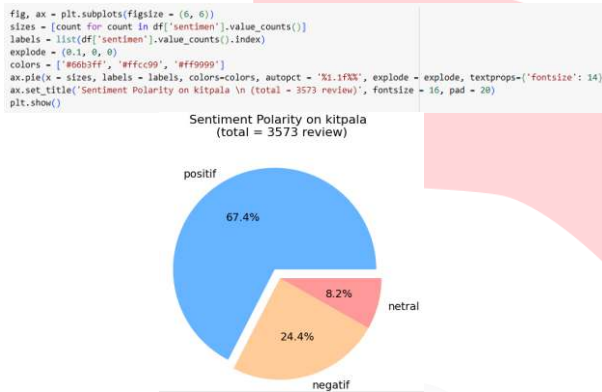 fig, ax = plt.subplots(figsize = (6, 6))
sizes = [count for count in df['sentimen'].value_counts()]
labels = list(df['sentimen'].value_counts().index)
explode = (0.1, 0, 0)
colors = ['#66b3ff', '#ffcc99', '#ff9999']
ax.pie(x = sizes, labels = labels, colors=colors, autopct = '%1.1f%%', explode = explode, textprops={'fontsize': 14})
ax.set_title('Sentiment Polarity on kitpala \n (total = 3573 review)', fontsize = 16, pad = 20)
plt.show()
Sentiment Polarity on kitpala
(total = 3573 review)
positif
67.4%
8.2%
netral
24.4%
negatif